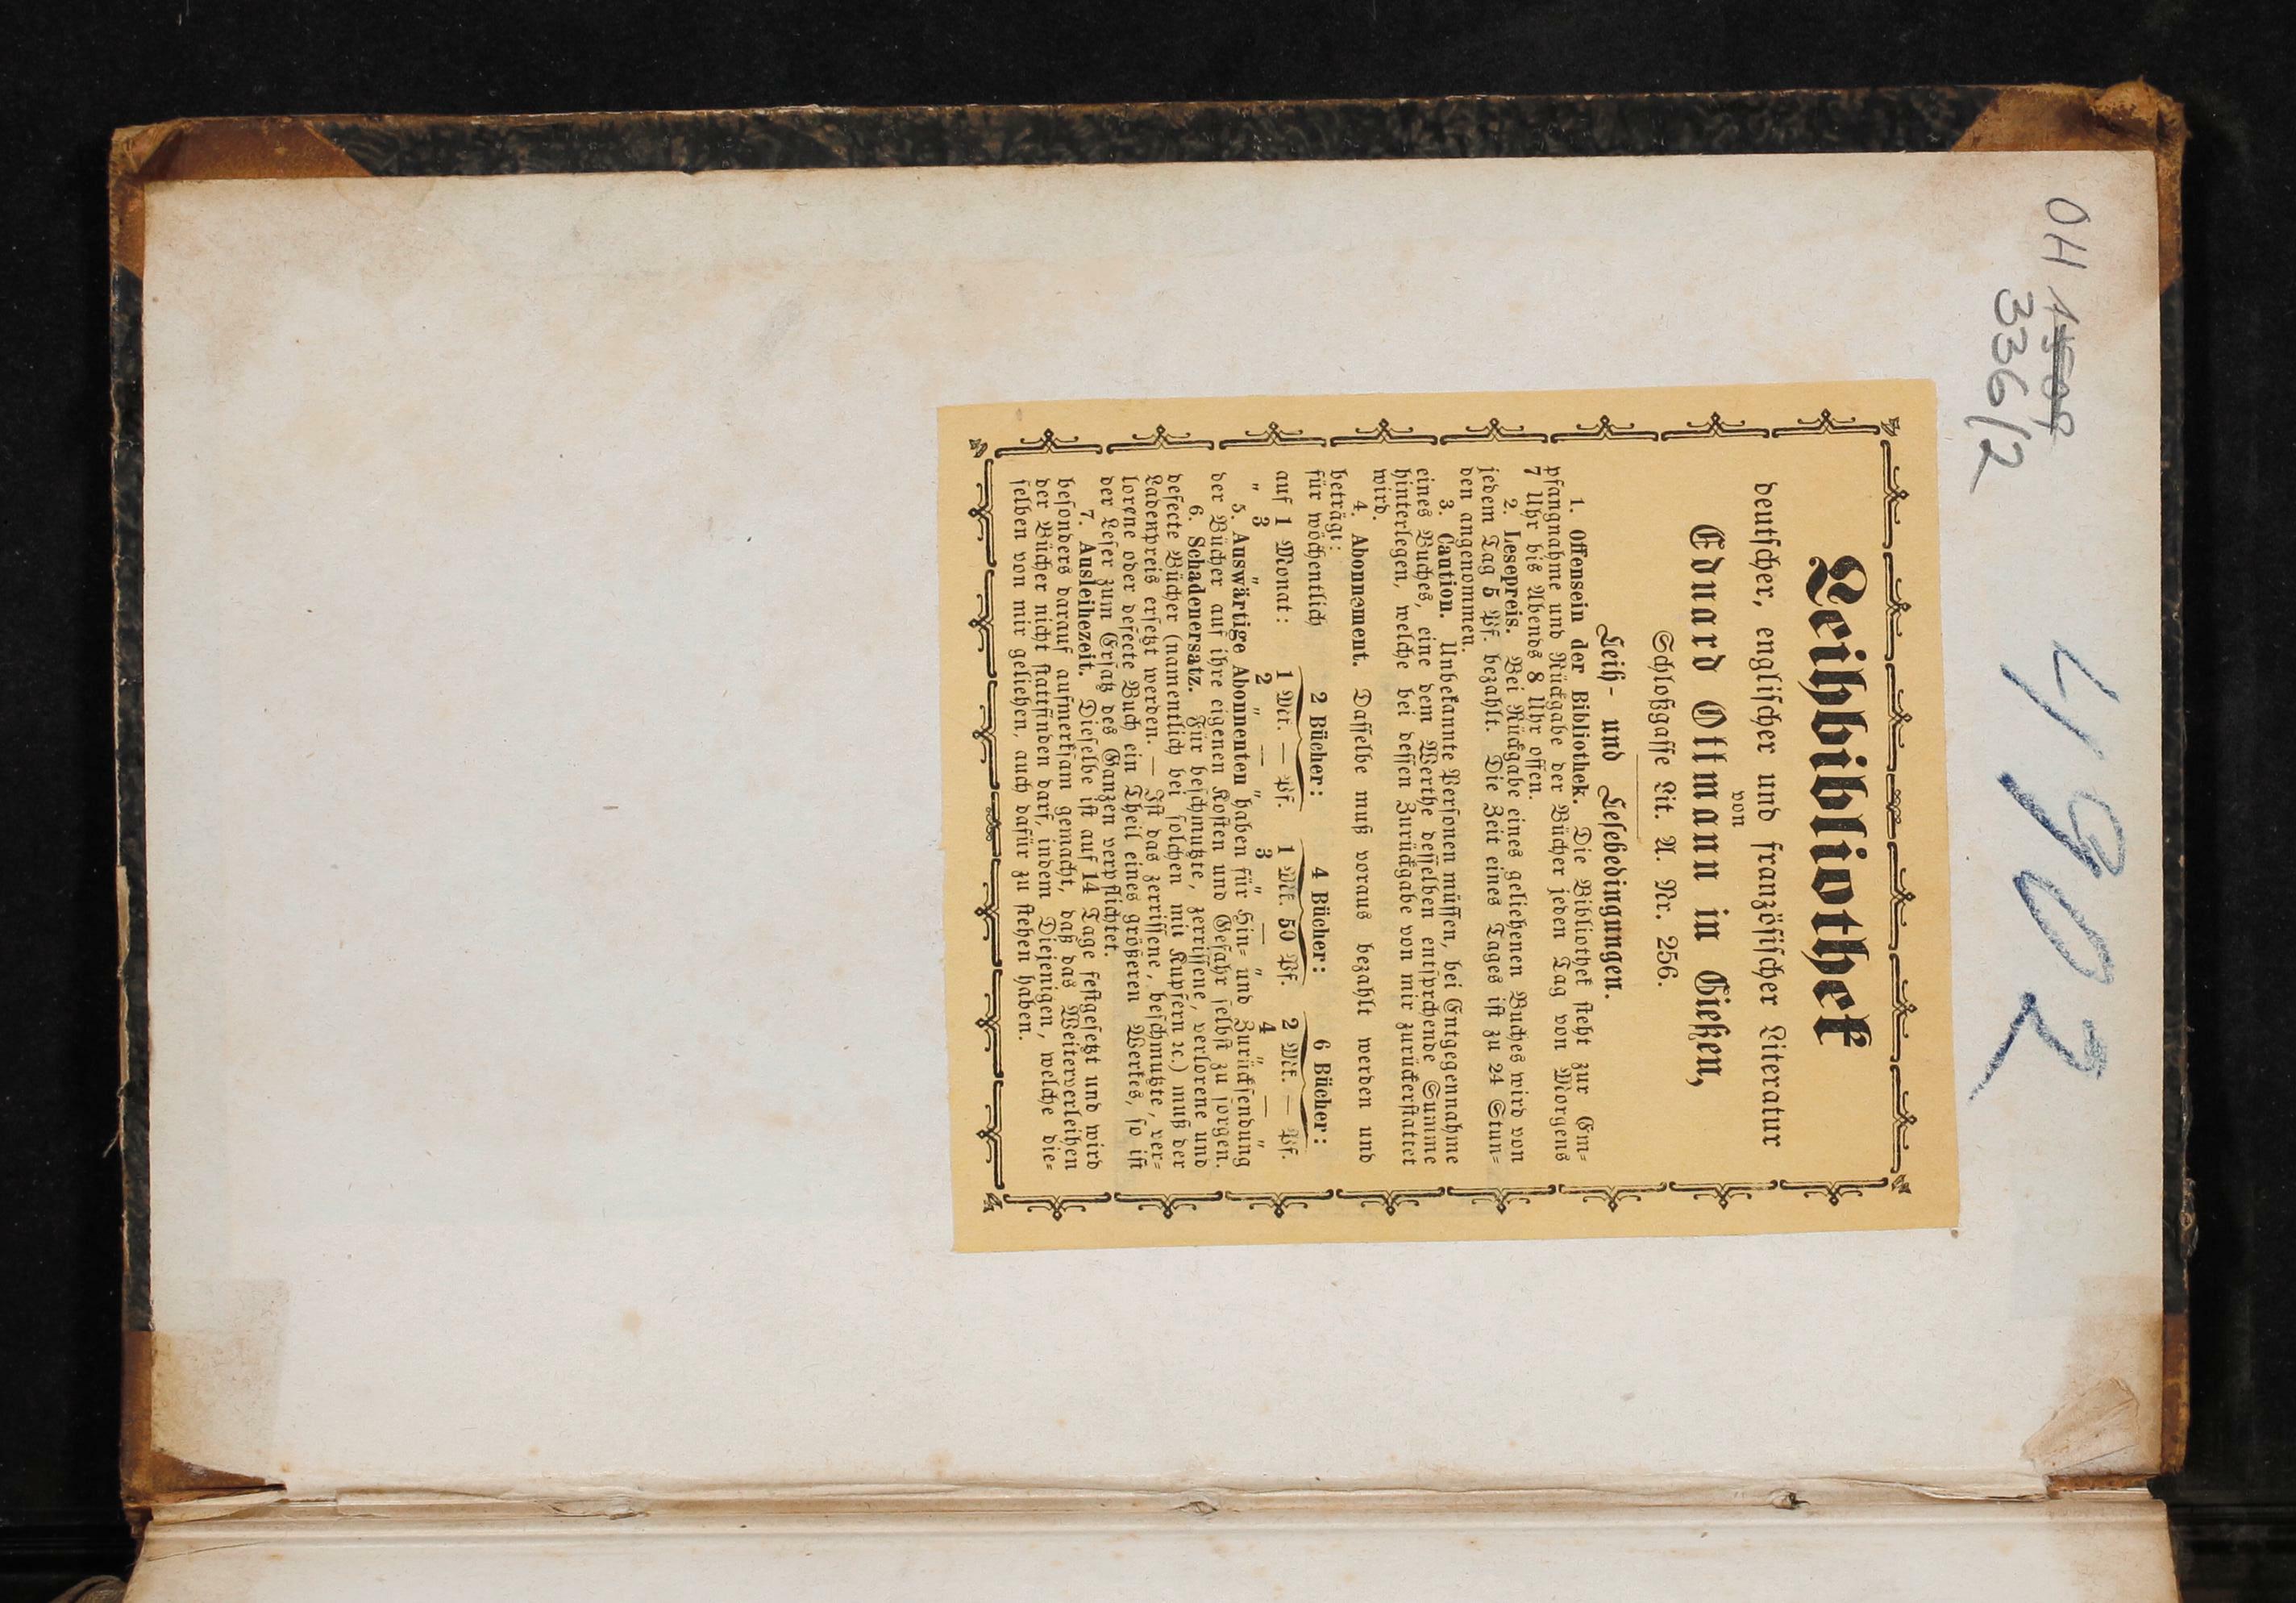 OH
336/2
4902
Leihbibliothek
deutscher, englischer und französischer Literatur
von
Eduard Ottmann in Gießen,
Schloßgasse Lit. A. Nr. 256.
Leih- und Lesebedingungen.
1. Offensein der Bibliothek. Die Bibliothek steht zur Em-
pfangnahme und Rückgabe der Bücher jeden Tag von Morgens
7 Uhr bis Abends 8 Uhr offen.
2. Lesepreis. Bei Rückgabe eines geliehenen Buches wird von
jedem Tag 5 Pf. bezahlt. Die Zeit eines Tages ist zu 24 Stun-
den angenommen.
3. Caution. Unbekannte Personen müssen, bei Entgegennahme
eines Buches, eine dem Werthe desselben entsprchende Summe
hinterlegen, welche bei dessen Zurückgabe von mir zurückerstattet
wird.
4. Abonnement. Dasselbe muß voraus bezahlt werden und
beträgt:
für wöchentlich 2 Bücher: 4 Bücher: 6 Bücher:
auf 1 Monat: 1 Mk. — Pf. 1 Mk. 50 Pf. 2 Mk. — Pf.
" 3 " 2 " — " 3 " — " 4 " — "
5. Auswärtige Abonnenten haben für Hin- und Zurücksendung
der Bücher auf ihre eigenen Kosten und Gefahr selbst zu sorgen.
6. Schadenersatz. Für beschmutzte, zerrissene, verlorene und
defecte Bücher (namentlich bei solchen mit Kupfern ꝛc.) muß der
Ladenpreis ersetzt werden. — Ist das zerrissene, beschmutzte, ver-
lorene oder defecte Buch ein Theil eines größeren Werkes, so ist
der Leser zum Ersatz des Ganzen verpflichtet.
7. Ausleihezeit. Dieselbe ist auf 14 Tage festgesetzt und wird
besonders darauf aufmerksam gemacht, daß das Weiterverleihen
der Bücher nicht stattfinden darf, indem Diejenigen, welche die-
selben von mir geliehen, auch dafür zu stehen haben.